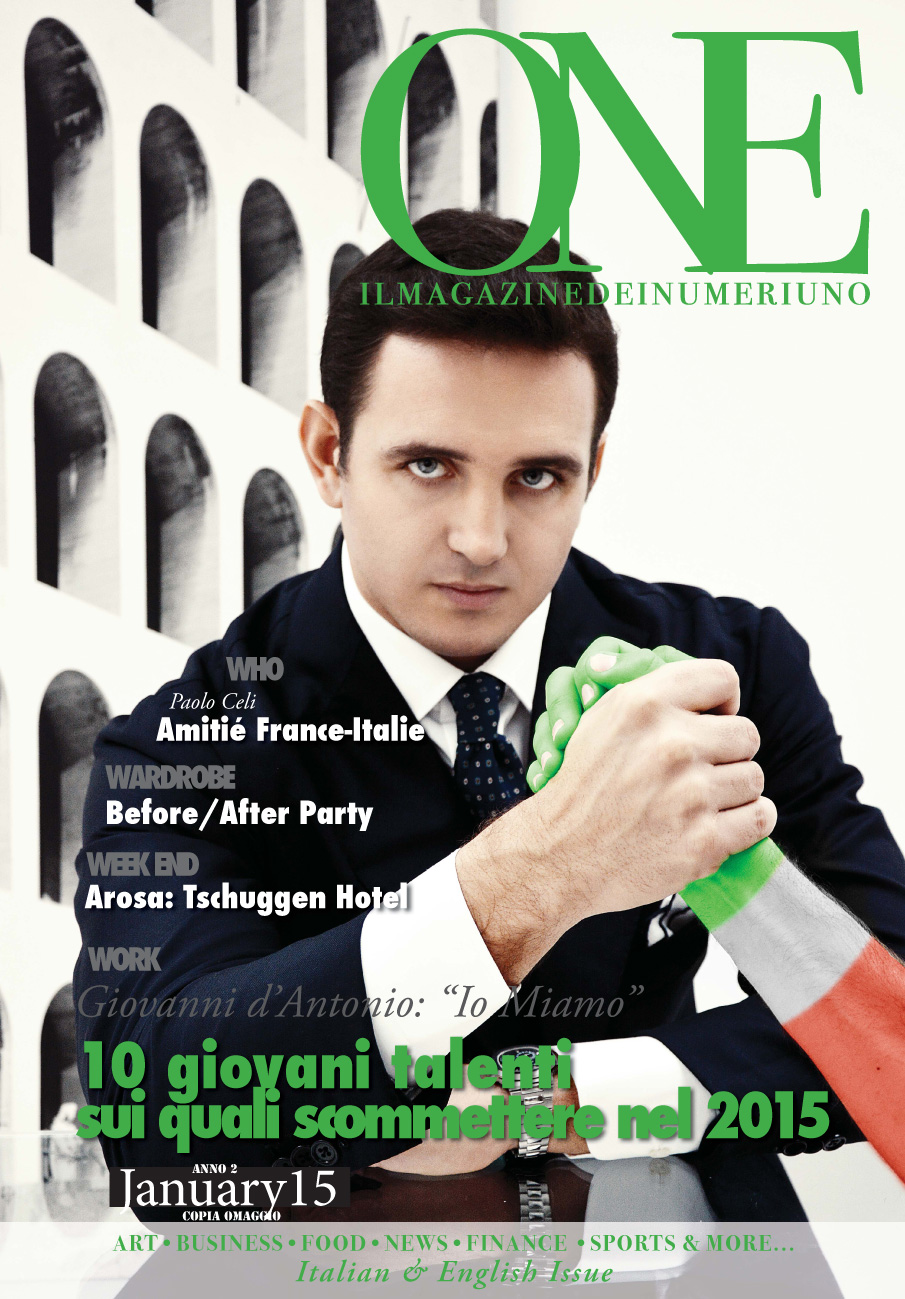 ONE
ILMAGAZINEDEINUMERIUNO
WHO
Paolo Celi
Amitié France-Italie
WARDROBE
Before/After Party
WEEK END
Arosa: Tschuggen Hotel
WORK
Giovanni d'Antonio: “Io Miamo”
10 giovani talenti
sui quali scommettere nel 2015
ANNO 2
January15
COPIA OMAGGIO
ART • BUSINESS • FOOD • NEWS • FINANCE • SPORTS & MORE...
Italian & English Issue